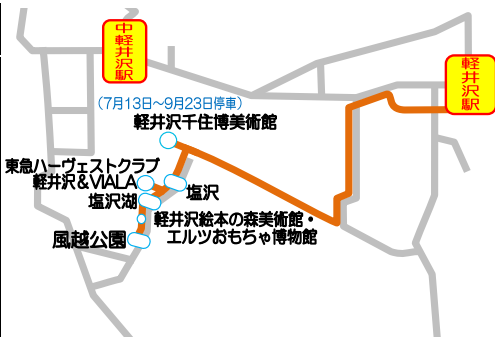 中軽井沢駅
軽井沢駅
（7月13日～9月23日停車）
軽井沢千住博美術館
東急ハーヴェストクラブ
軽井沢＆VIALA
塩沢
塩沢湖
軽井沢絵本の森美術館・
エルツおもちゃ博物館
風越公園